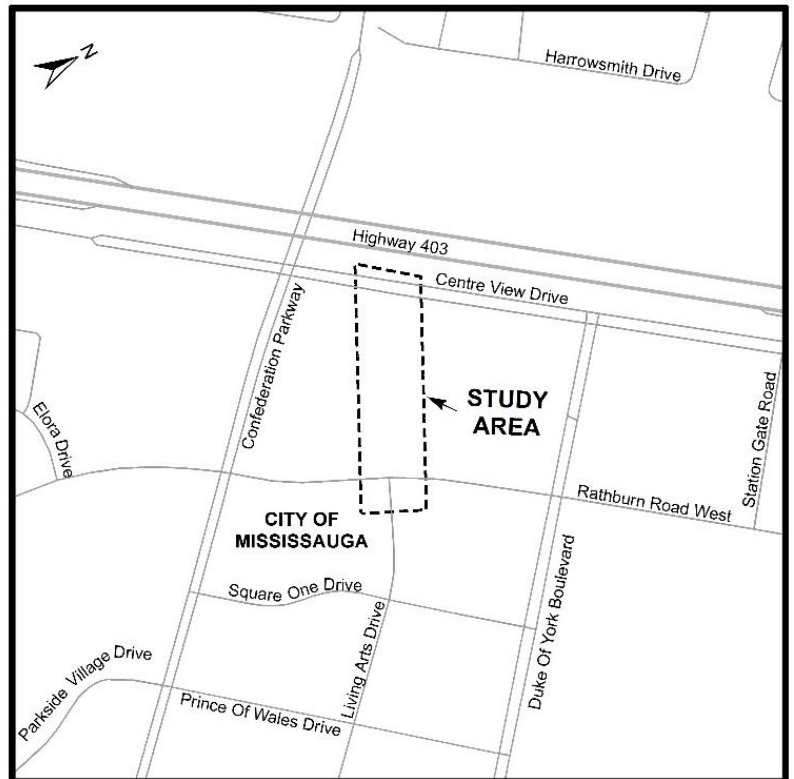 N
Harrowsmith Drive
Highway 403
Centre View Drive
Confederation Parkway
STUDY
AREA
Station Gate Road
Elora Drive
Rathburn Road West
CITY OF
MISSISSAUGA
Square One Drive
Duke Of York Boulevard
Living Arts Drive
Parkside Village Drive
Prince Of Wales Drive